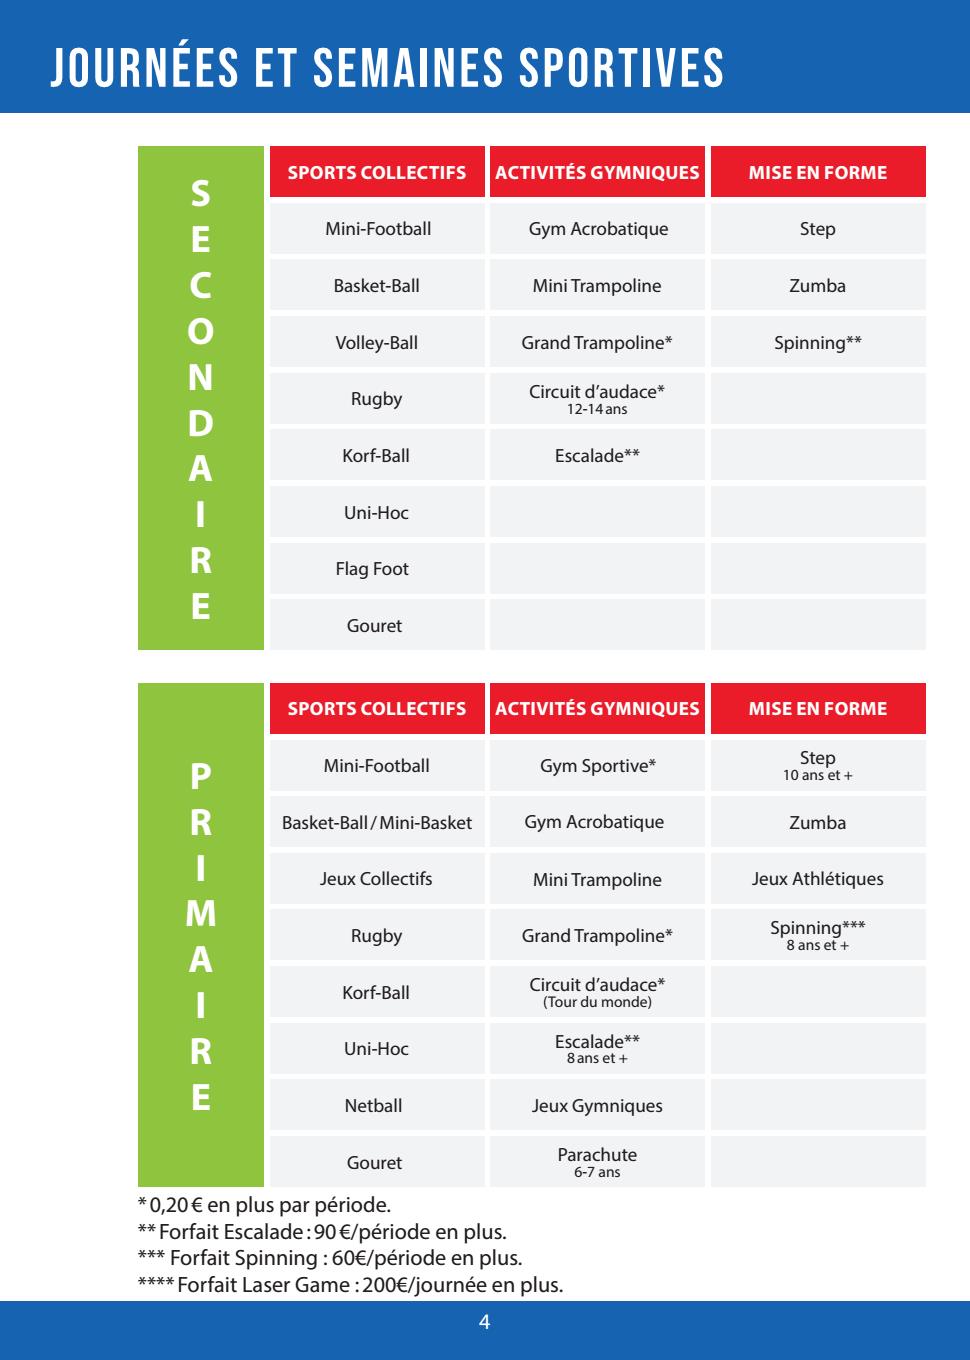 JOURNÉES ET SEMAINES SPORTIVES
SECONDAIRE
SPORTS COLLECTIFS ACTIVITÉS GYMNIQUES MISE EN FORME
Mini-Football Gym Acrobatique Step
Basket-Ball Mini Trampoline Zumba
Volley-Ball Grand Trampoline* Spinning**
Rugby Circuit d’audace*
12-14 ans
Korf-Ball Escalade**
Uni-Hoc
Flag Foot
Gouret
PRIMAIRE
SPORTS COLLECTIFS ACTIVITÉS GYMNIQUES MISE EN FORME
Mini-Football Gym Sportive* Step
10 ans et +
Basket-Ball / Mini-Basket Gym Acrobatique Zumba
Jeux Collectifs Mini Trampoline Jeux Athlétiques
Rugby Grand Trampoline* Spinning***
8 ans et +
Korf-Ball Circuit d’audace*
(Tour du monde)
Uni-Hoc Escalade**
8 ans et +
Netball Jeux Gymniques
Gouret Parachute
6-7 ans
* 0,20 € en plus par période.
** Forfait Escalade : 90 €/période en plus.
*** Forfait Spinning : 60€/période en plus.
**** Forfait Laser Game : 200€/journée en plus.
4